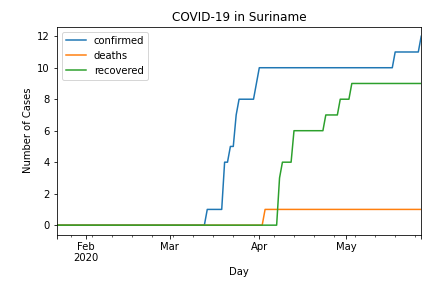 COVID-19 in Suriname
confirmed
deaths
recovered
Number of Cases
12
10
8
6
4
2
0
Feb
2020
Mar
Apr
May
Day